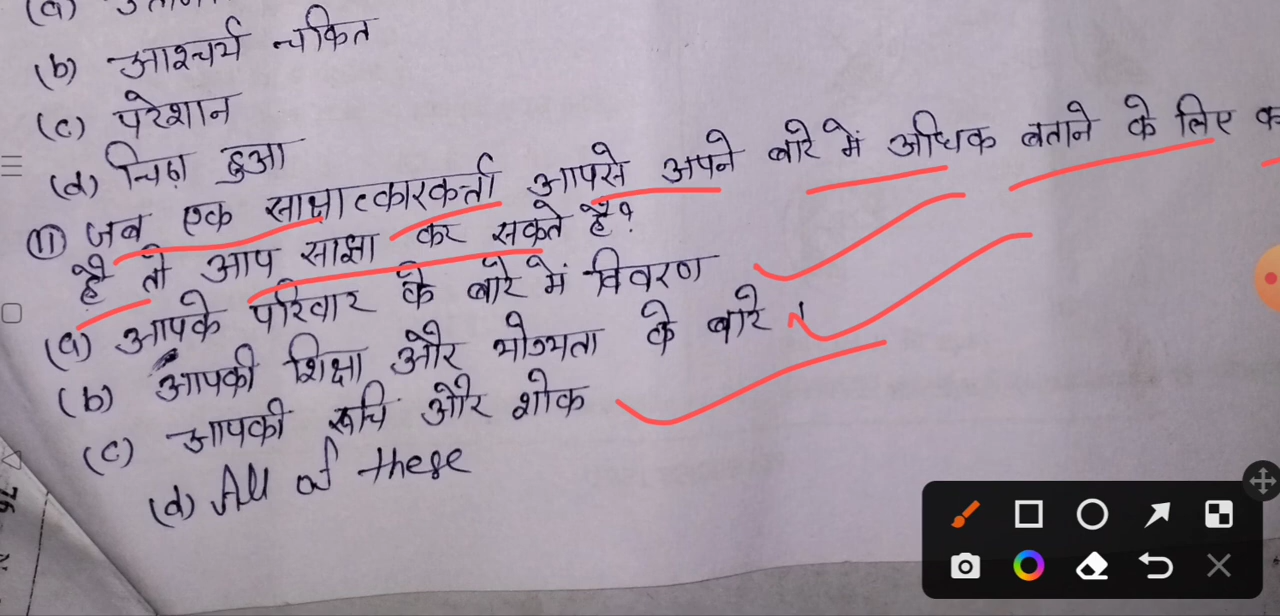 (a)
(b) आश्चर्य चकित
(c) परेशान
(d) चिढ़ा हुआ
(11) जब एक साक्षात्कारकर्त्ता आपसे अपने बारे में अधिक बताने के लिए
है तो आप साझा कर सकते है?
(a) आपके परिवार के बारे में विवरण
(b) आपकी शिक्षा और योग्यता के बारे
(c) आपकी रूचि और शोक
(d) All of these
76